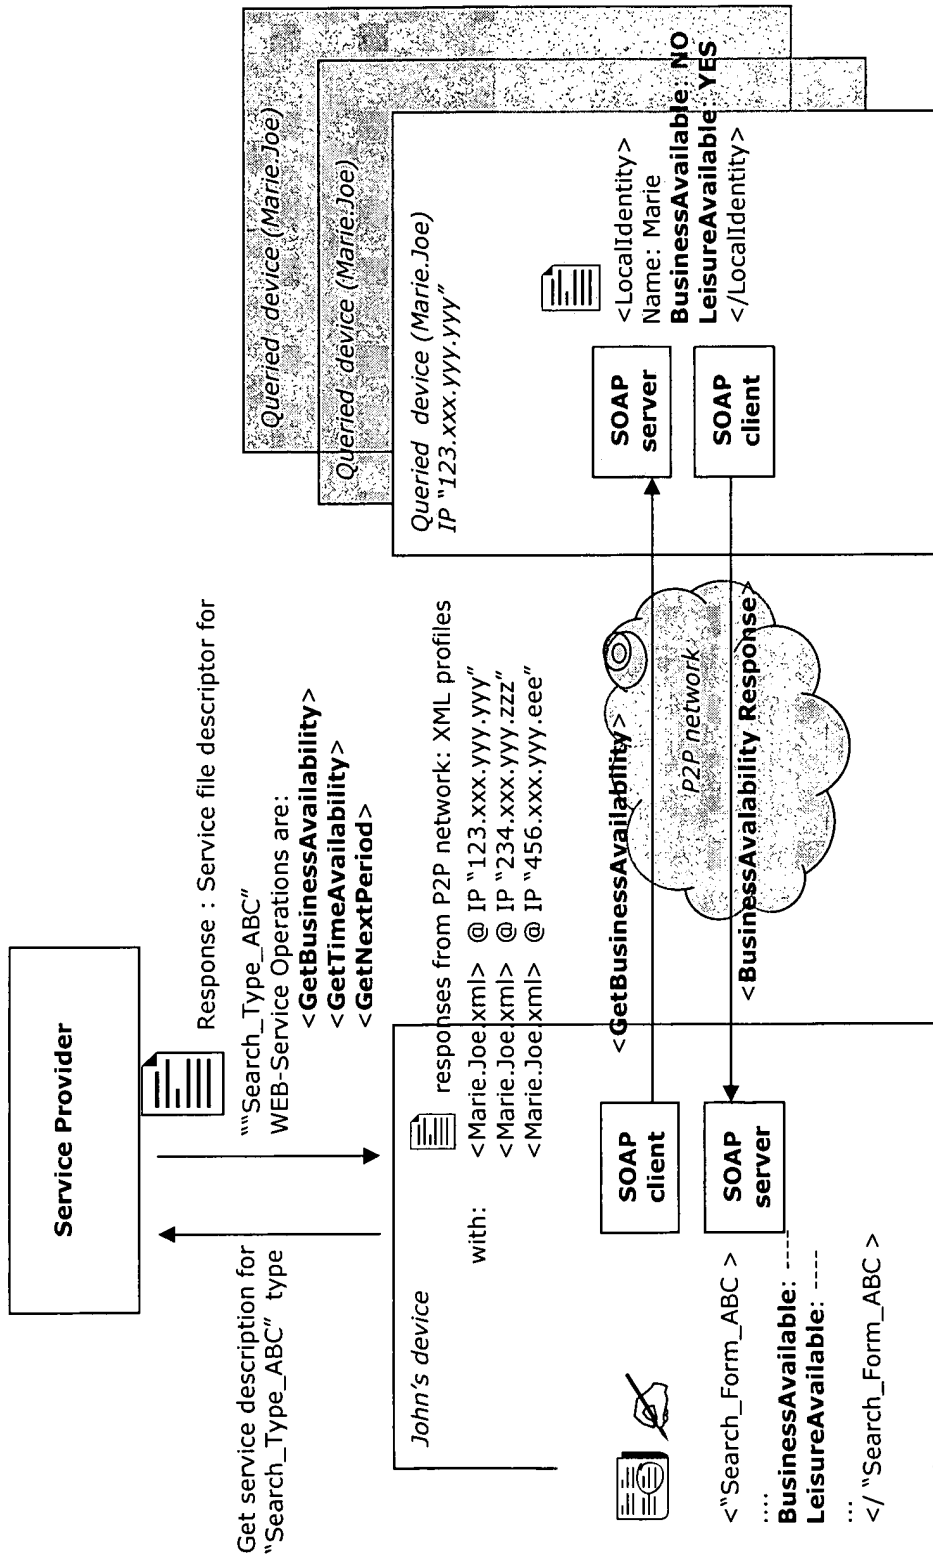 Service Provider
Get service description for
“Search_Type_ABC” type
Response : Service file descriptor for
““Search_Type_ABC”
WEB-Service Operations are:
<GetBusinessAvailability>
<GetTimeAvailability>
<GetNextPeriod>
John's device
with:
responses from P2P network: XML profiles
<Marie.Joe.xml> @ IP “123.xxx.yyy.yyy”
<Marie.Joe.xml> @ IP “234.xxx.yyy.zzz”
<Marie.Joe.xml> @ IP “456.xxx.yyy.eee”
SOAP
client
SOAP
server
<“Search_Form_ABC >
....
BusinessAvailable: ----
LeisureAvailable: ----
...
</ “Search_Form_ABC >
<GetBusinessAvailability>
P2P network
<BusinessAvalability Response>
Queried device (Marie.Joe)
Queried device (Marie.Joe)
Queried device (Marie.Joe)
IP “123.xxx.yyy.yyy”
SOAP
server
SOAP
client
<LocalIdentity>
Name: Marie
BusinessAvailable: NO
LeisureAvailable: YES
</LocalIdentity>